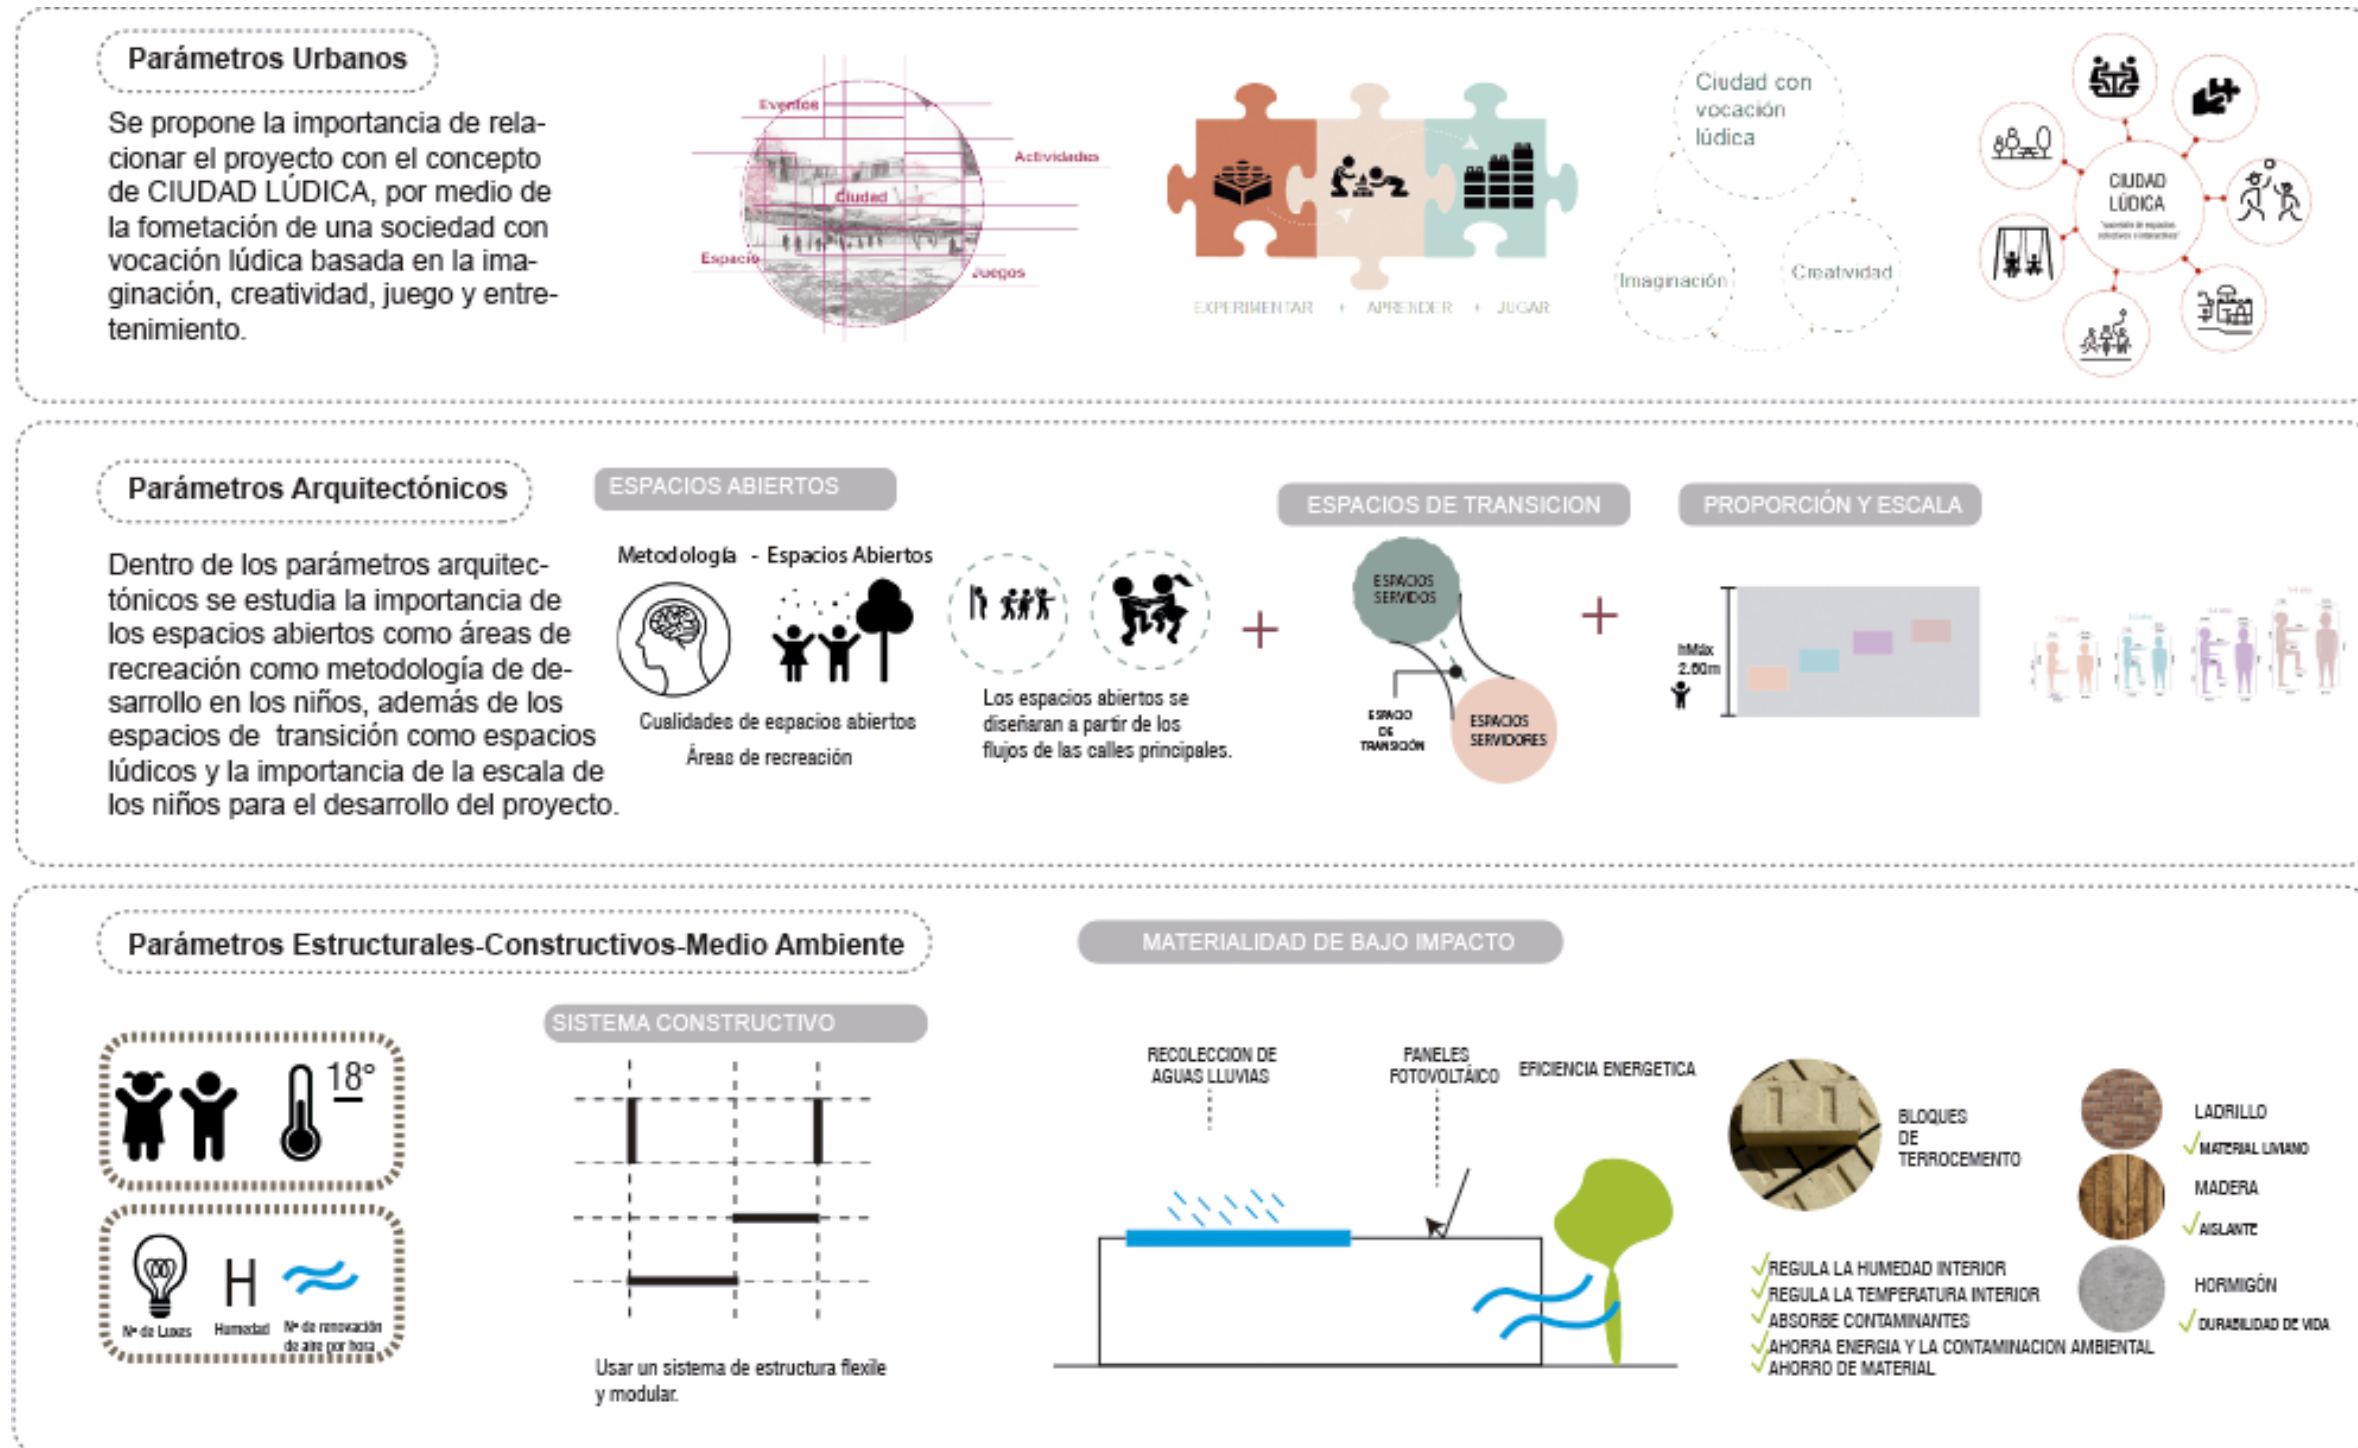 Parámetros Urbanos
Se propone la importancia de rela-
cionar el proyecto con el concepto
de CIUDAD LÚDICA, por medio de
la fometación de una sociedad con
vocación lúdica basada en la ima-
ginación, creatividad, juego y entre-
tenimiento.
Eventos
Actividades
Ciudad
Espacio
Juegos
EXPERIMENTAR + APRENDER + JUGAR
Ciudad con
vocación
lúdica
Imaginación
Creatividad
CIUDAD
LÚDICA
Parámetros Arquitectónicos
Dentro de los parámetros arquitec-
tónicos se estudia la importancia de
los espacios abiertos como áreas de
recreación como metodología de de-
sarrollo en los niños, además de los
espacios de transición como espacios
lúdicos y la importancia de la escala de
los niños para el desarrollo del proyecto.
ESPACIOS ABIERTOS
Metodología - Espacios Abiertos
Cualidades de espacios abiertos
Áreas de recreación
Los espacios abiertos se
diseñaran a partir de los
flujos de las calles principales.
+
ESPACIOS DE TRANSICION
ESPACIOS
SERVIDOS
ESPACIO
DE
TRANSICIÓN
ESPACIOS
SERVIDORES
+
PROPORCIÓN Y ESCALA
hMáx
2.60m
Parámetros Estructurales-Constructivos-Medio Ambiente
18°
H
Nº de Luxes
Humedad
Nº de renovación
de aire por hora
SISTEMA CONSTRUCTIVO
Usar un sistema de estructura flexile
y modular.
MATERIALIDAD DE BAJO IMPACTO
RECOLECCION DE
AGUAS LLUVIAS
PANELES
FOTOVOLTÁICO
EFICIENCIA ENERGETICA
BLOQUES
DE
TERROCEMENTO
REGULA LA HUMEDAD INTERIOR
REGULA LA TEMPERATURA INTERIOR
ABSORBE CONTAMINANTES
AHORRA ENERGIA Y LA CONTAMINACION AMBIENTAL
AHORRO DE MATERIAL
LADRILLO
MATERIAL LIVIANO
MADERA
AISLANTE
HORMIGÓN
DURABILIDAD DE VIDA